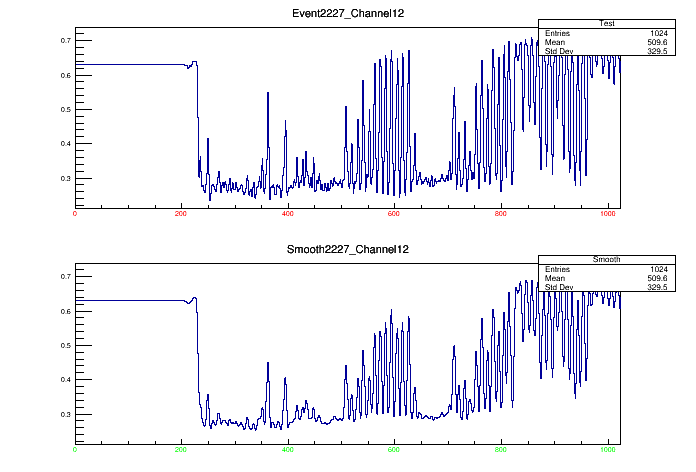 Event2227_Channel12
Test
Entries 1024
Mean 509.6
Std Dev 329.5
0.7
0.6
0.5
0.4
0.3
0 200 400 600 800 1000
Smooth2227_Channel12
Smooth
Entries 1024
Mean 509.6
Std Dev 329.5
0.7
0.6
0.5
0.4
0.3
0 200 400 600 800 1000